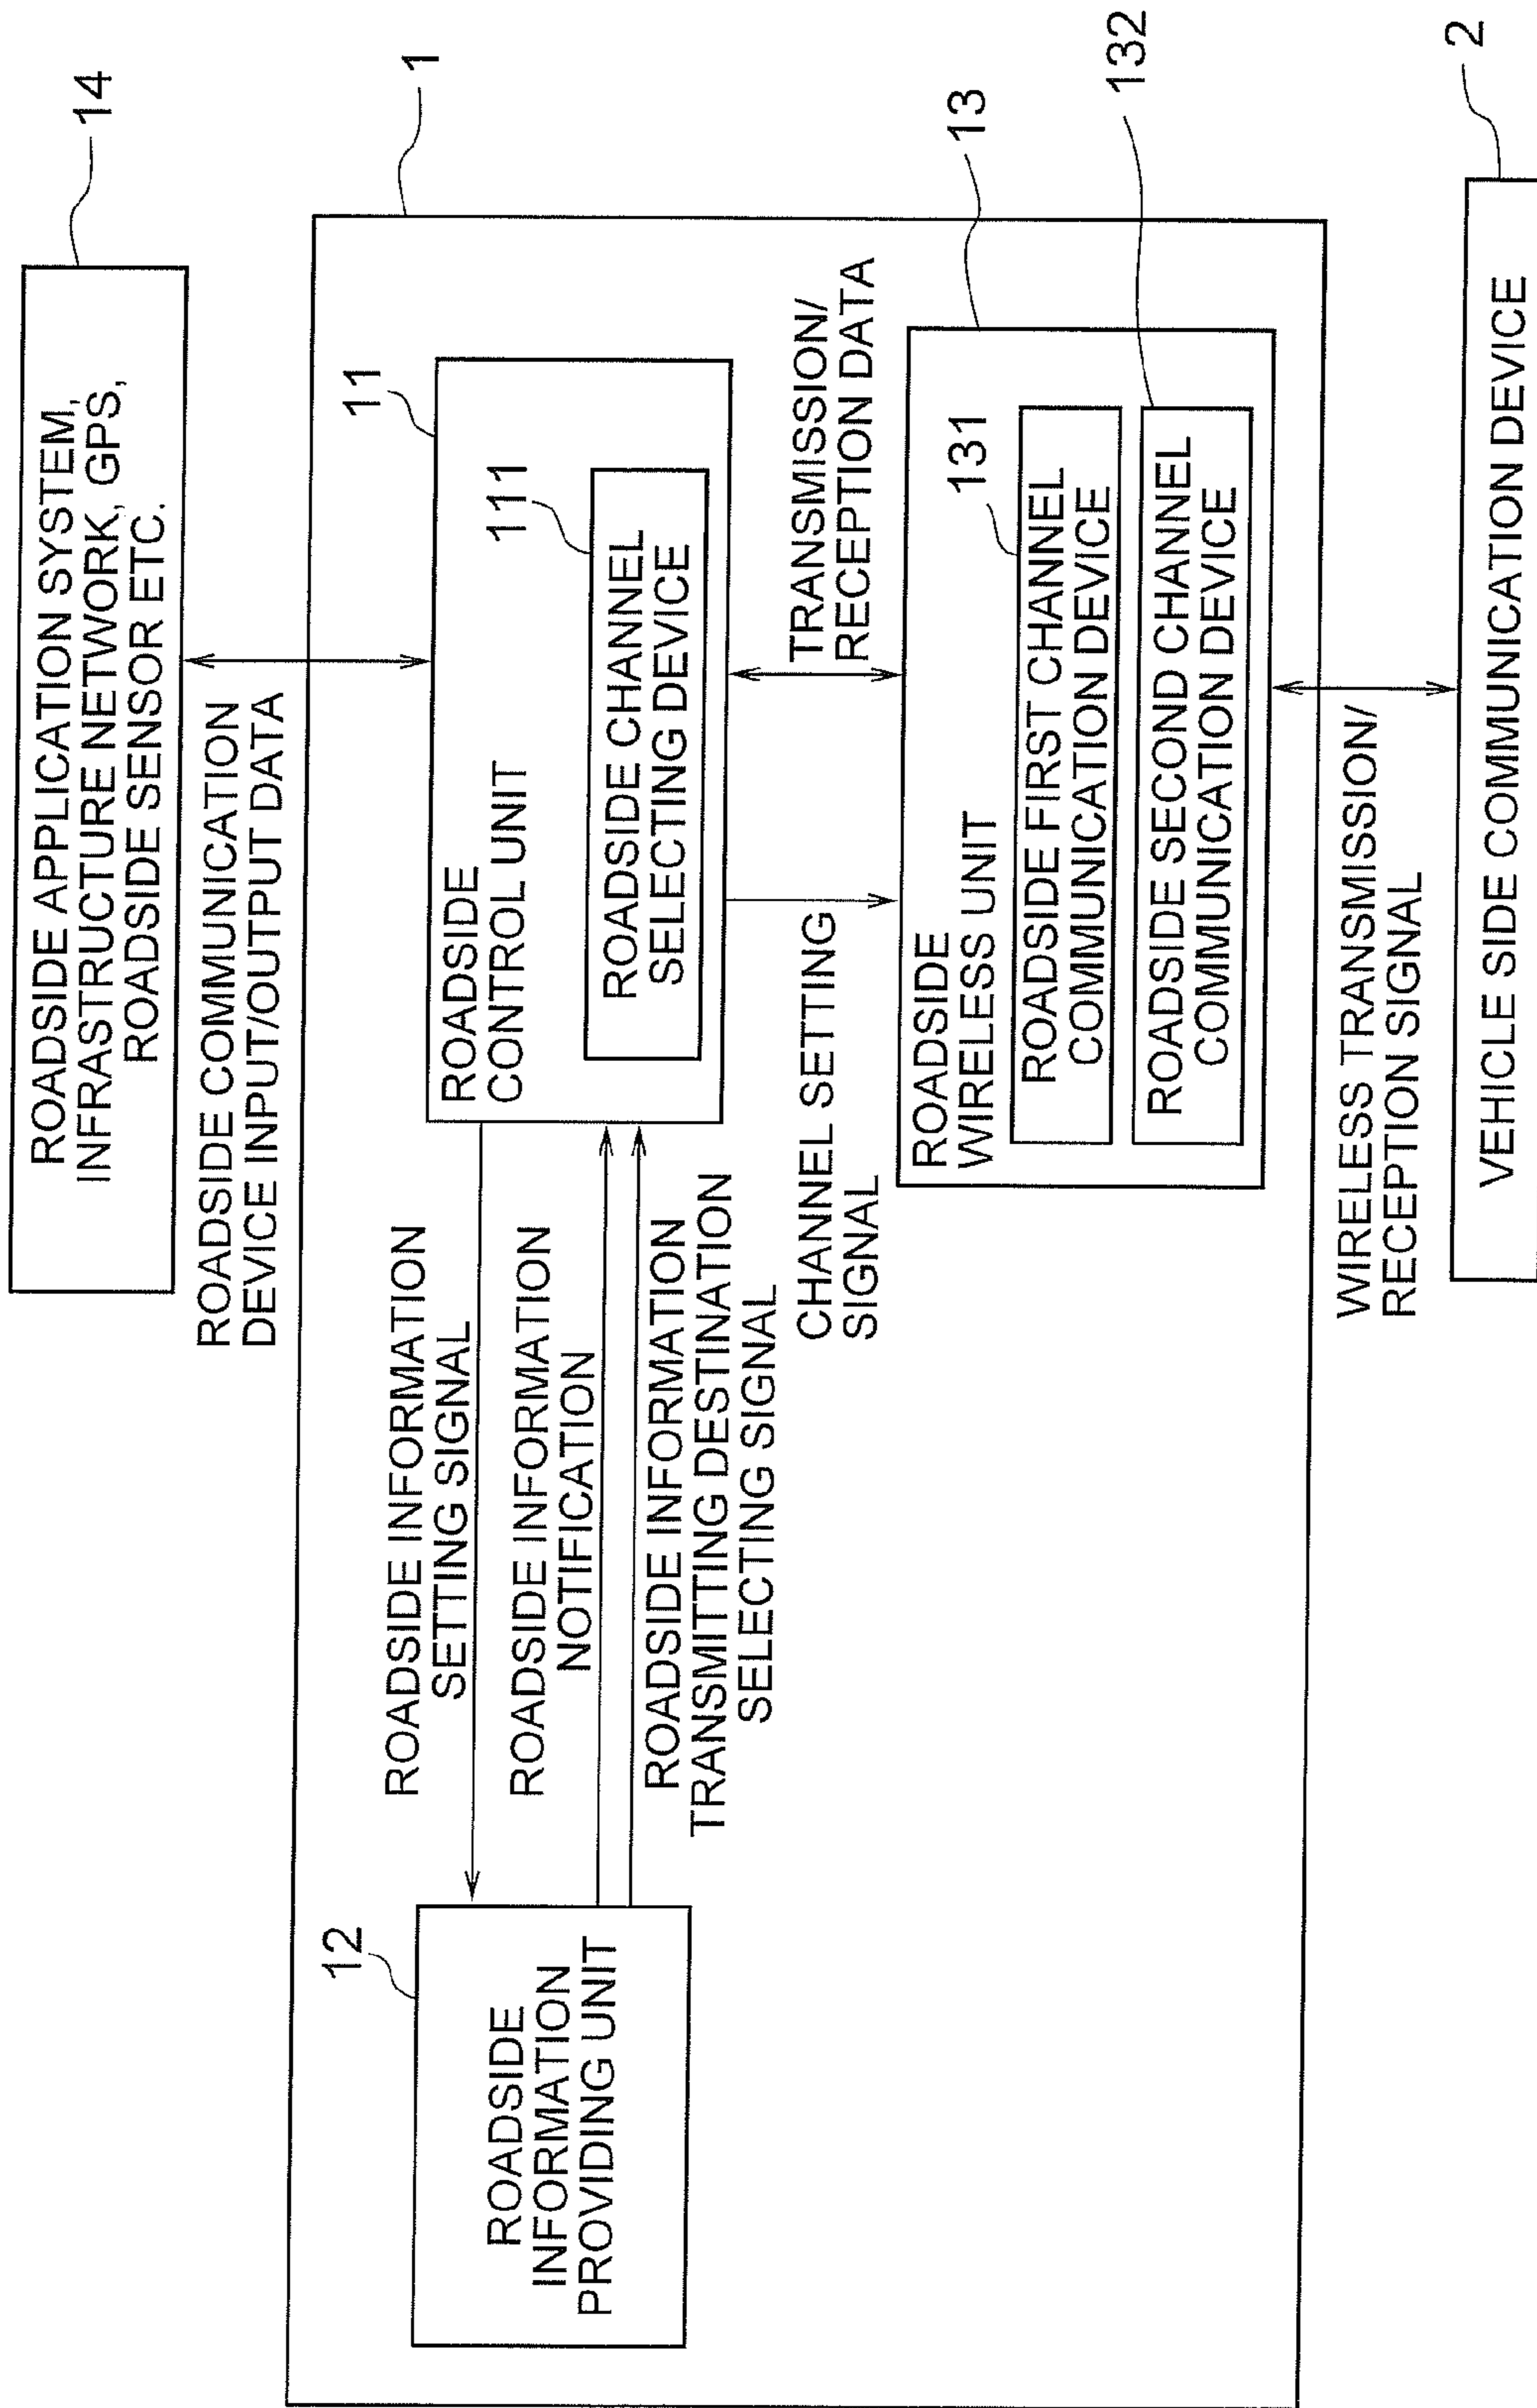 14
ROADSIDE APPLICATION SYSTEM,
INFRASTRUCTURE NETWORK, GPS,
ROADSIDE SENSOR ETC.
ROADSIDE COMMUNICATION
DEVICE INPUT/OUTPUT DATA
1
12
ROADSIDE
INFORMATION
PROVIDING UNIT
ROADSIDE INFORMATION
SETTING SIGNAL
ROADSIDE INFORMATION
NOTIFICATION
ROADSIDE INFORMATION
TRANSMITTING DESTINATION
SELECTING SIGNAL
11
ROADSIDE
CONTROL UNIT
111
ROADSIDE CHANNEL
SELECTING DEVICE
CHANNEL SETTING
SIGNAL
TRANSMISSION/
RECEPTION DATA
13
ROADSIDE
WIRELESS UNIT
131
ROADSIDE FIRST CHANNEL
COMMUNICATION DEVICE
132
ROADSIDE SECOND CHANNEL
COMMUNICATION DEVICE
WIRELESS TRANSMISSION/
RECEPTION SIGNAL
2
VEHICLE SIDE COMMUNICATION DEVICE